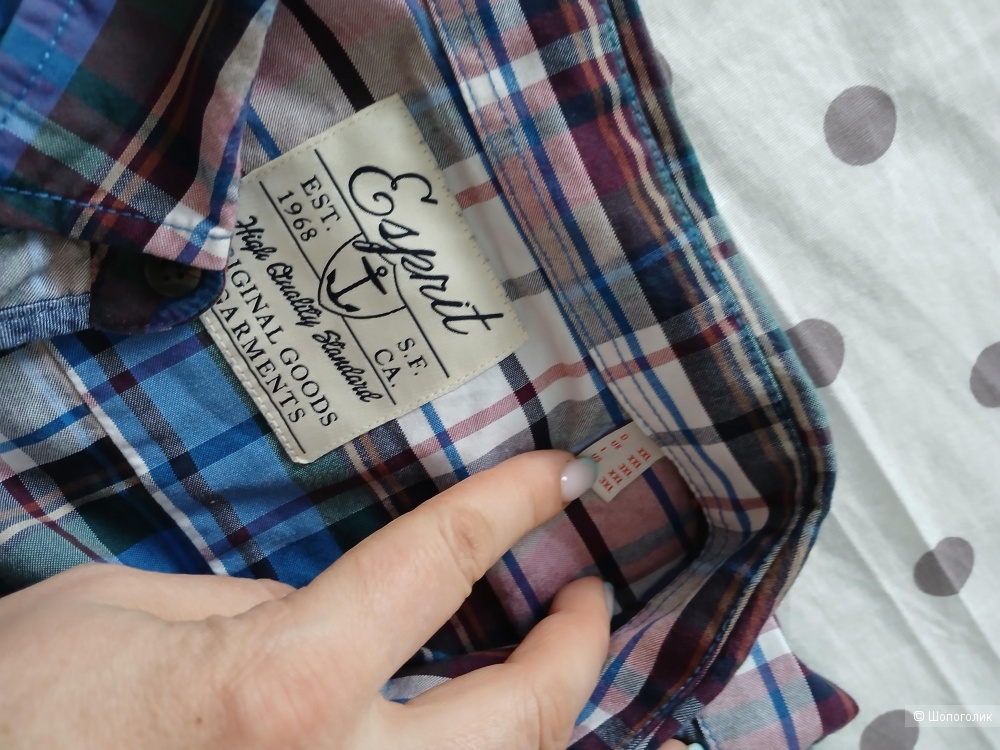 Esprit
EST.
1968
S.F.
CA.
High Quality Standard
ORIGINAL GOODS
GARMENTS
© Шопоголик